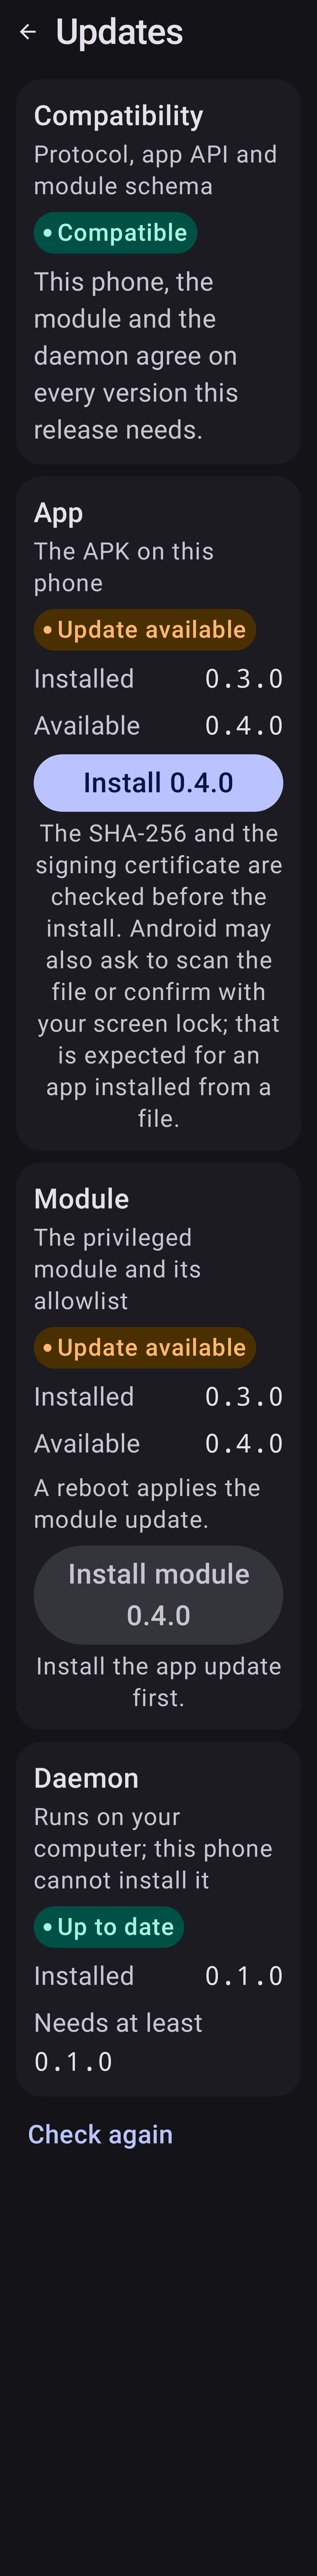 Updates
Compatibility
Protocol, app API and
module schema
Compatible
This phone, the
module and the
daemon agree on
every version this
release needs.
App
The APK on this
phone
Update available
Installed 0.3.0
Available 0.4.0
Install 0.4.0
The SHA-256 and the
signing certificate are
checked before the
install. Android may
also ask to scan the
file or confirm with
your screen lock; that
is expected for an
app installed from a
file.
Module
The privileged
module and its
allowlist
Update available
Installed 0.3.0
Available 0.4.0
A reboot applies the
module update.
Install module
0.4.0
Install the app update
first.
Daemon
Runs on your
computer; this phone
cannot install it
Up to date
Installed 0.1.0
Needs at least
0.1.0
Check again